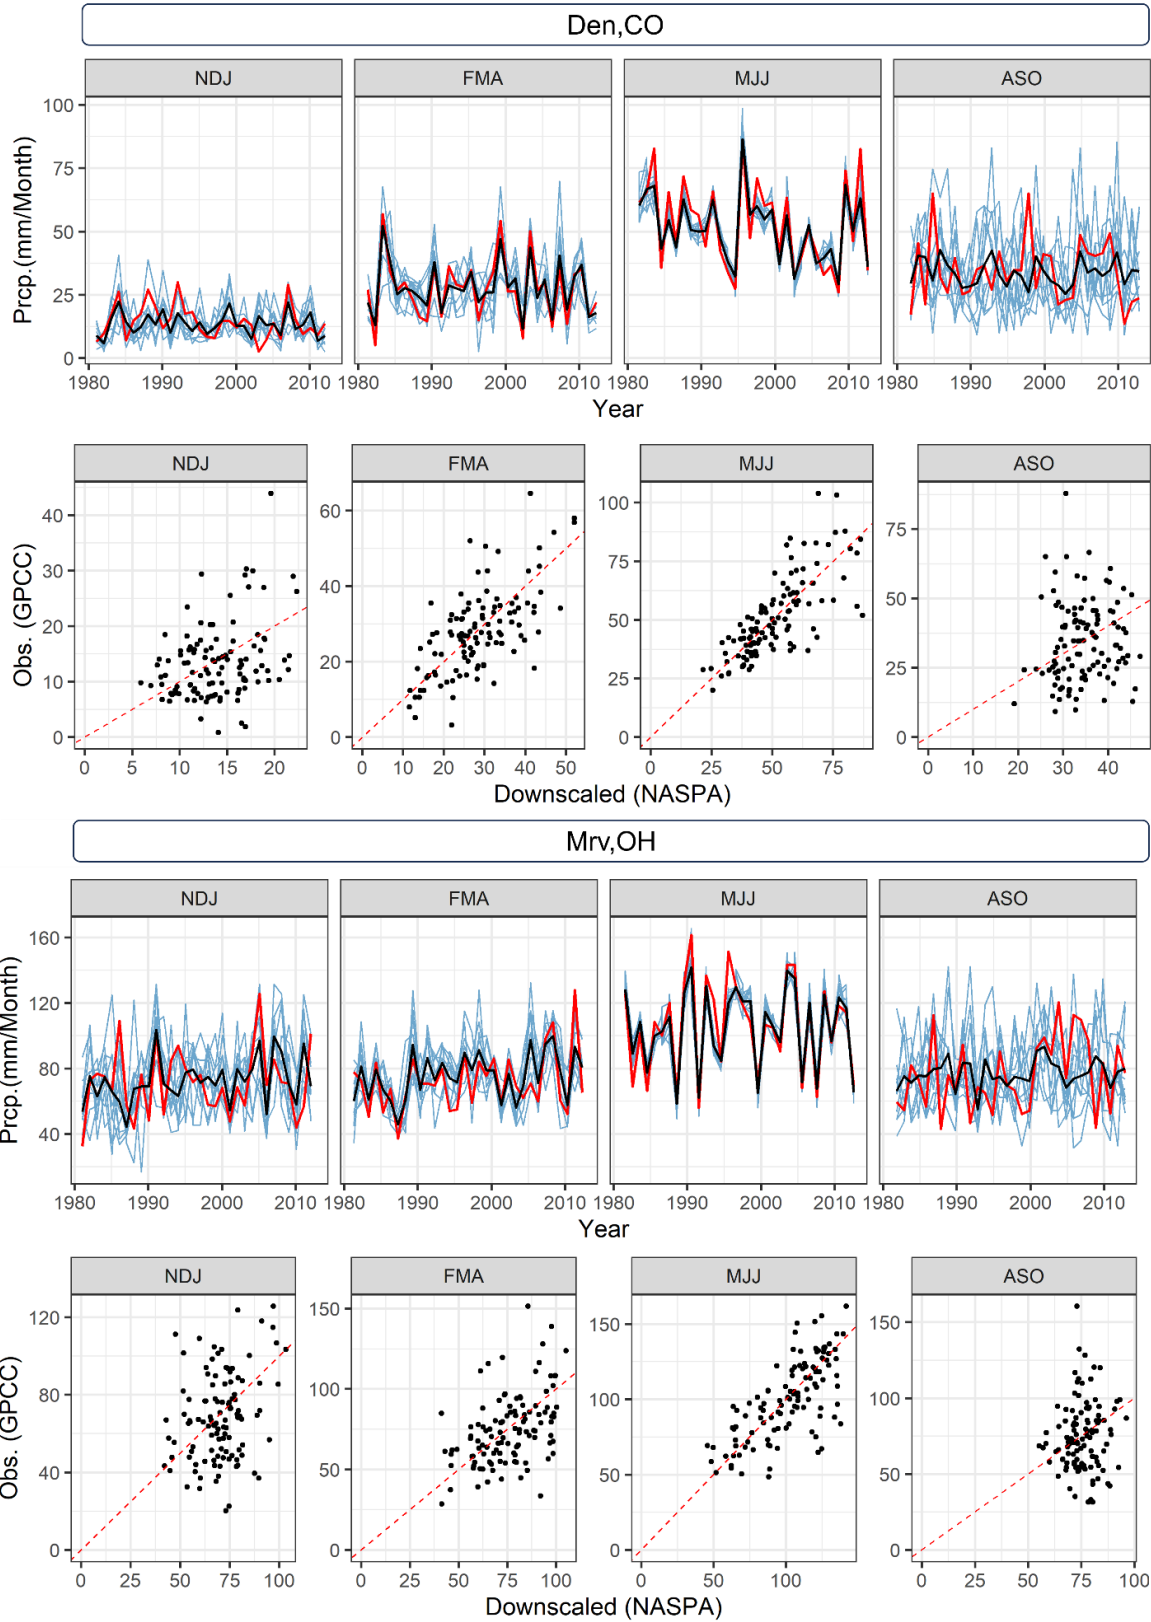 Den,CO
NDJ FMA MJJ ASO
Prcp.(mm/Month)
100
75
50
25
0
1980 1990 2000 2010 1980 1990 2000 2010 1980 1990 2000 2010 1980 1990 2000 2010
Year
NDJ FMA MJJ ASO
Obs. (GPCC)
40 60 100 75
30 75 50
20 40 50
10 20 25 25
0 0 0 0
0 5 10 15 20 0 10 20 30 40 50 0 25 50 75 0 10 20 30 40
Downscaled (NASPA)
Mrv,OH
NDJ FMA MJJ ASO
Prcp.(mm/Month)
160
120
80
40
1980 1990 2000 2010 1980 1990 2000 2010 1980 1990 2000 2010 1980 1990 2000 2010
Year
NDJ FMA MJJ ASO
Obs. (GPCC)
120 150 150 150
80 100 100 100
40 50 50 50
0 0 0 0
0 25 50 75 100 0 25 50 75 100 0 50 100 0 25 50 75 100
Downscaled (NASPA)